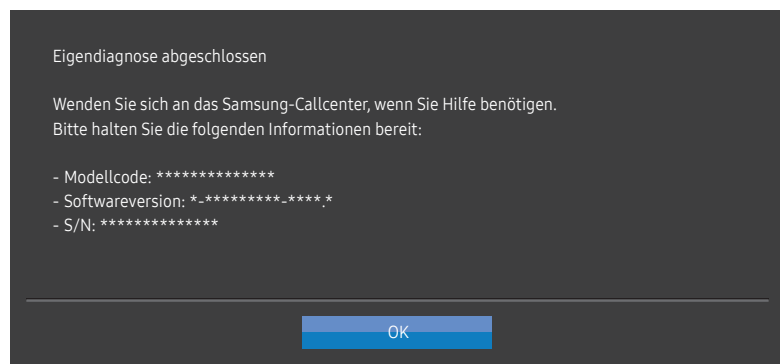 Eigendiagnose abgeschlossen
Wenden Sie sich an das Samsung-Callcenter, wenn Sie Hilfe benötigen.
Bitte halten Sie die folgenden Informationen bereit:
- Modellcode: **************
- Softwareversion: *-*********-****.*
- S/N: **************
OK